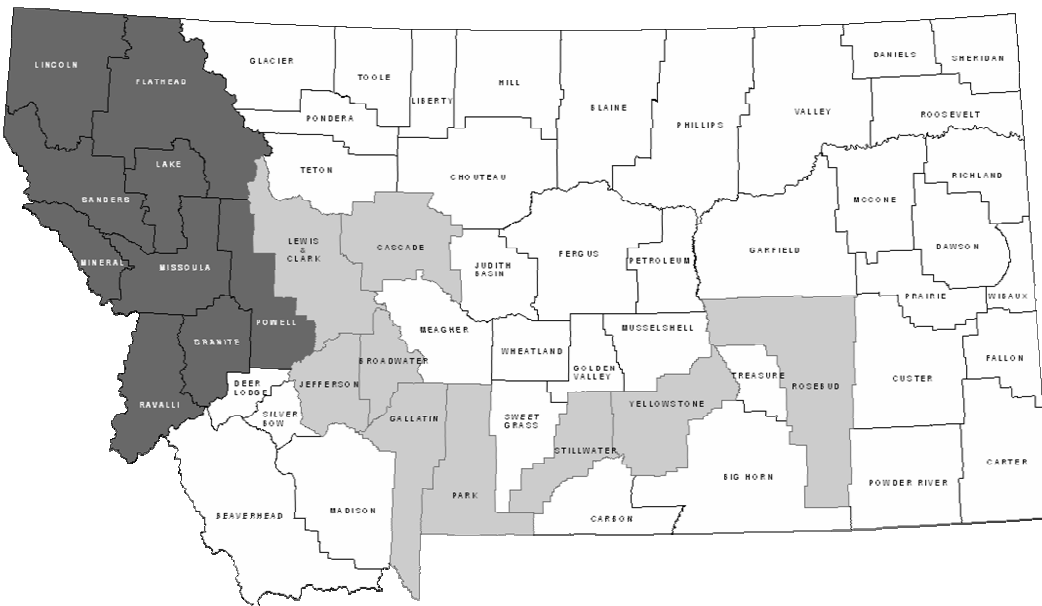 LINCOLN
FLATHEAD
GLACIER
TOOLE
LIBERTY
HILL
BLAINE
PHILLIPS
VALLEY
DANIELS
SHERIDAN
ROOSEVELT
PONDERA
TETON
CHOUTEAU
LAKE
SANDERS
MINERAL
MISSOULA
LEWIS
&
CLARK
CASCADE
JUDITH
BASIN
FERGUS
PETROLEUM
GARFIELD
MCCONE
RICHLAND
DAWSON
PRAIRIE
WIBAUX
POWELL
GRANITE
RAVALLI
DEER
LODGE
SILVER
BOW
JEFFERSON
BROADWATER
MEAGHER
WHEATLAND
GOLDEN
VALLEY
MUSSELSHELL
TREASURE
ROSEBUD
CUSTER
FALLON
GALLATIN
PARK
SWEET
GRASS
STILLWATER
YELLOWSTONE
BIG HORN
POWDER RIVER
CARTER
BEAVERHEAD
MADISON
CARBON